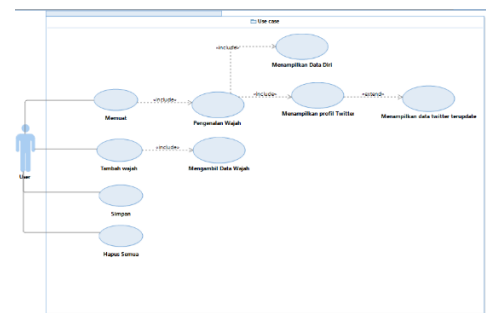 Use case
«include»
Menampilkan Data Diri
«include»
«include»
«extend»
Memuat
Pengenalan Wajah
Menampilkan profil Twitter
Menampilkan data twitter terupdate
«include»
User
Tambah wajah
Mengambil Data Wajah
Simpan
Hapus Semua